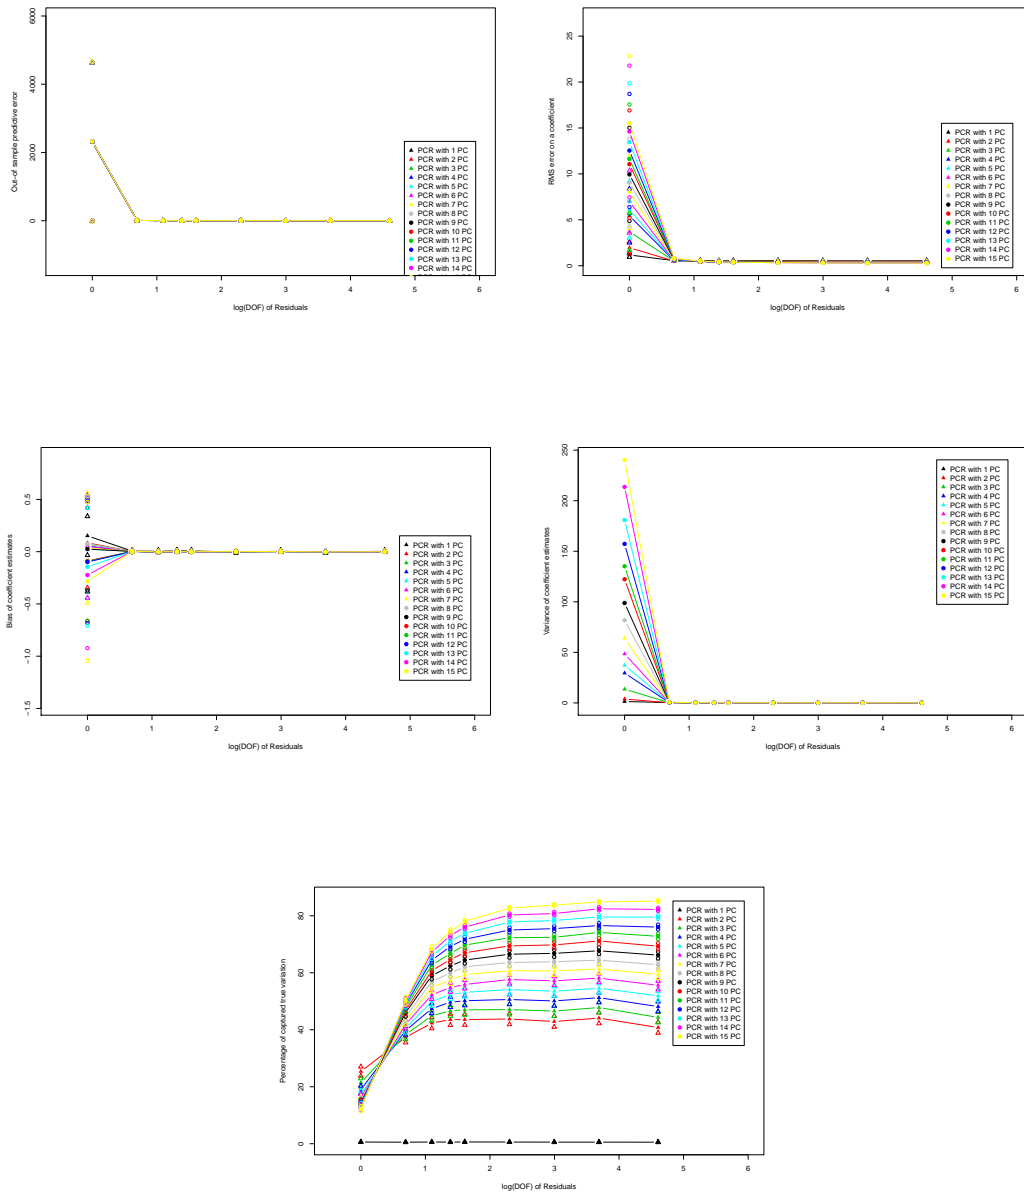 Out-of sample predictive error
6000
4000
2000
0
0 1 2 3 4 5 6
log(DOF) of Residuals
PCR with 1 PC
PCR with 2 PC
PCR with 3 PC
PCR with 4 PC
PCR with 5 PC
PCR with 6 PC
PCR with 7 PC
PCR with 8 PC
PCR with 9 PC
PCR with 10 PC
PCR with 11 PC
PCR with 12 PC
PCR with 13 PC
PCR with 14 PC
RMS error on a coefficient
25
20
15
10
5
0
0 1 2 3 4 5 6
log(DOF) of Residuals
PCR with 1 PC
PCR with 2 PC
PCR with 3 PC
PCR with 4 PC
PCR with 5 PC
PCR with 6 PC
PCR with 7 PC
PCR with 8 PC
PCR with 9 PC
PCR with 10 PC
PCR with 11 PC
PCR with 12 PC
PCR with 13 PC
PCR with 14 PC
PCR with 15 PC
Bias of coefficient estimates
0.5
0.0
−0.5
−1.0
−1.5
0 1 2 3 4 5 6
log(DOF) of Residuals
PCR with 1 PC
PCR with 2 PC
PCR with 3 PC
PCR with 4 PC
PCR with 5 PC
PCR with 6 PC
PCR with 7 PC
PCR with 8 PC
PCR with 9 PC
PCR with 10 PC
PCR with 11 PC
PCR with 12 PC
PCR with 13 PC
PCR with 14 PC
PCR with 15 PC
Variance of coefficient estimates
250
200
150
100
50
0
0 1 2 3 4 5 6
log(DOF) of Residuals
PCR with 1 PC
PCR with 2 PC
PCR with 3 PC
PCR with 4 PC
PCR with 5 PC
PCR with 6 PC
PCR with 7 PC
PCR with 8 PC
PCR with 9 PC
PCR with 10 PC
PCR with 11 PC
PCR with 12 PC
PCR with 13 PC
PCR with 14 PC
PCR with 15 PC
Percentage of captured true variation
80
60
40
20
0
0 1 2 3 4 5 6
log(DOF) of Residuals
PCR with 1 PC
PCR with 2 PC
PCR with 3 PC
PCR with 4 PC
PCR with 5 PC
PCR with 6 PC
PCR with 7 PC
PCR with 8 PC
PCR with 9 PC
PCR with 10 PC
PCR with 11 PC
PCR with 12 PC
PCR with 13 PC
PCR with 14 PC
PCR with 15 PC